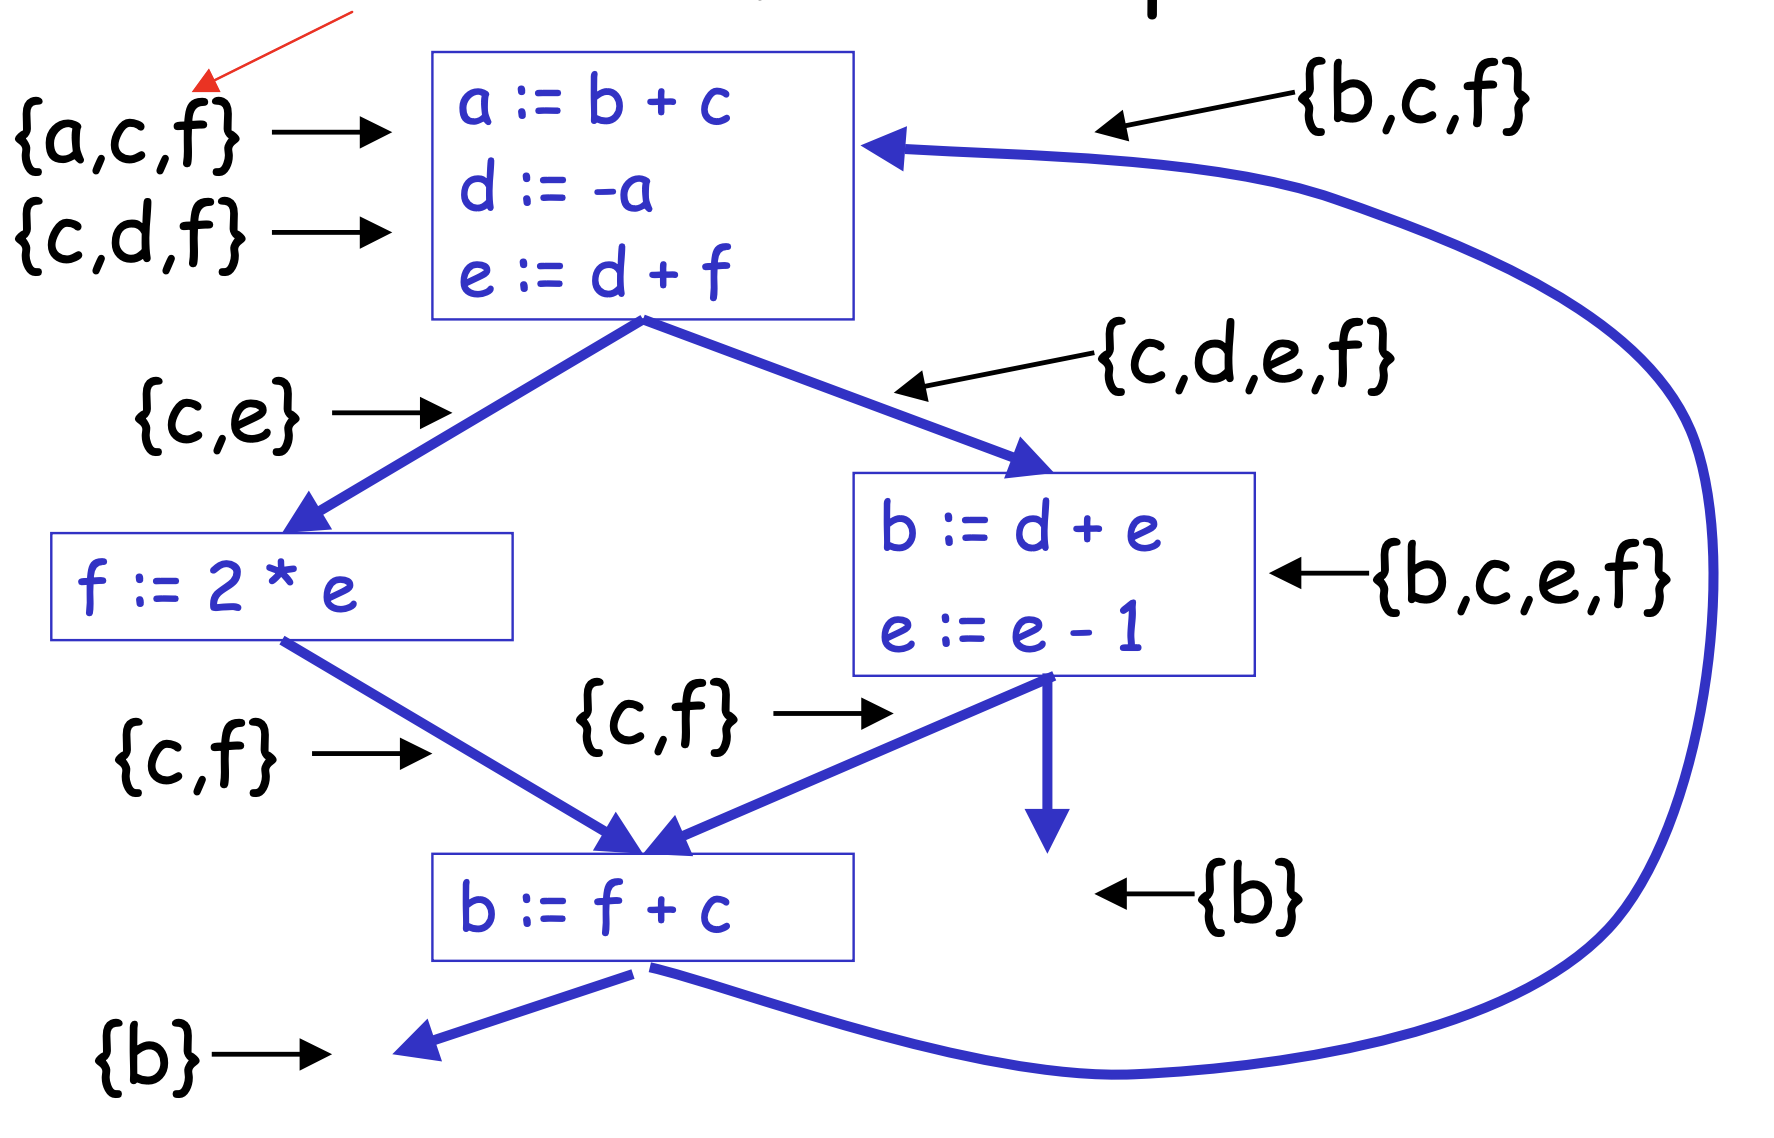 {b,c,f}
a := b + c
{a,c,f}
d := -a
{c,d,f}
e := d + f
{c,d,e,f}
{c,e}
b := d + e
f := 2 * e
{b,c,e,f}
e := e - 1
{c,f}
{c,f}
b := f + c
{b}
{b}